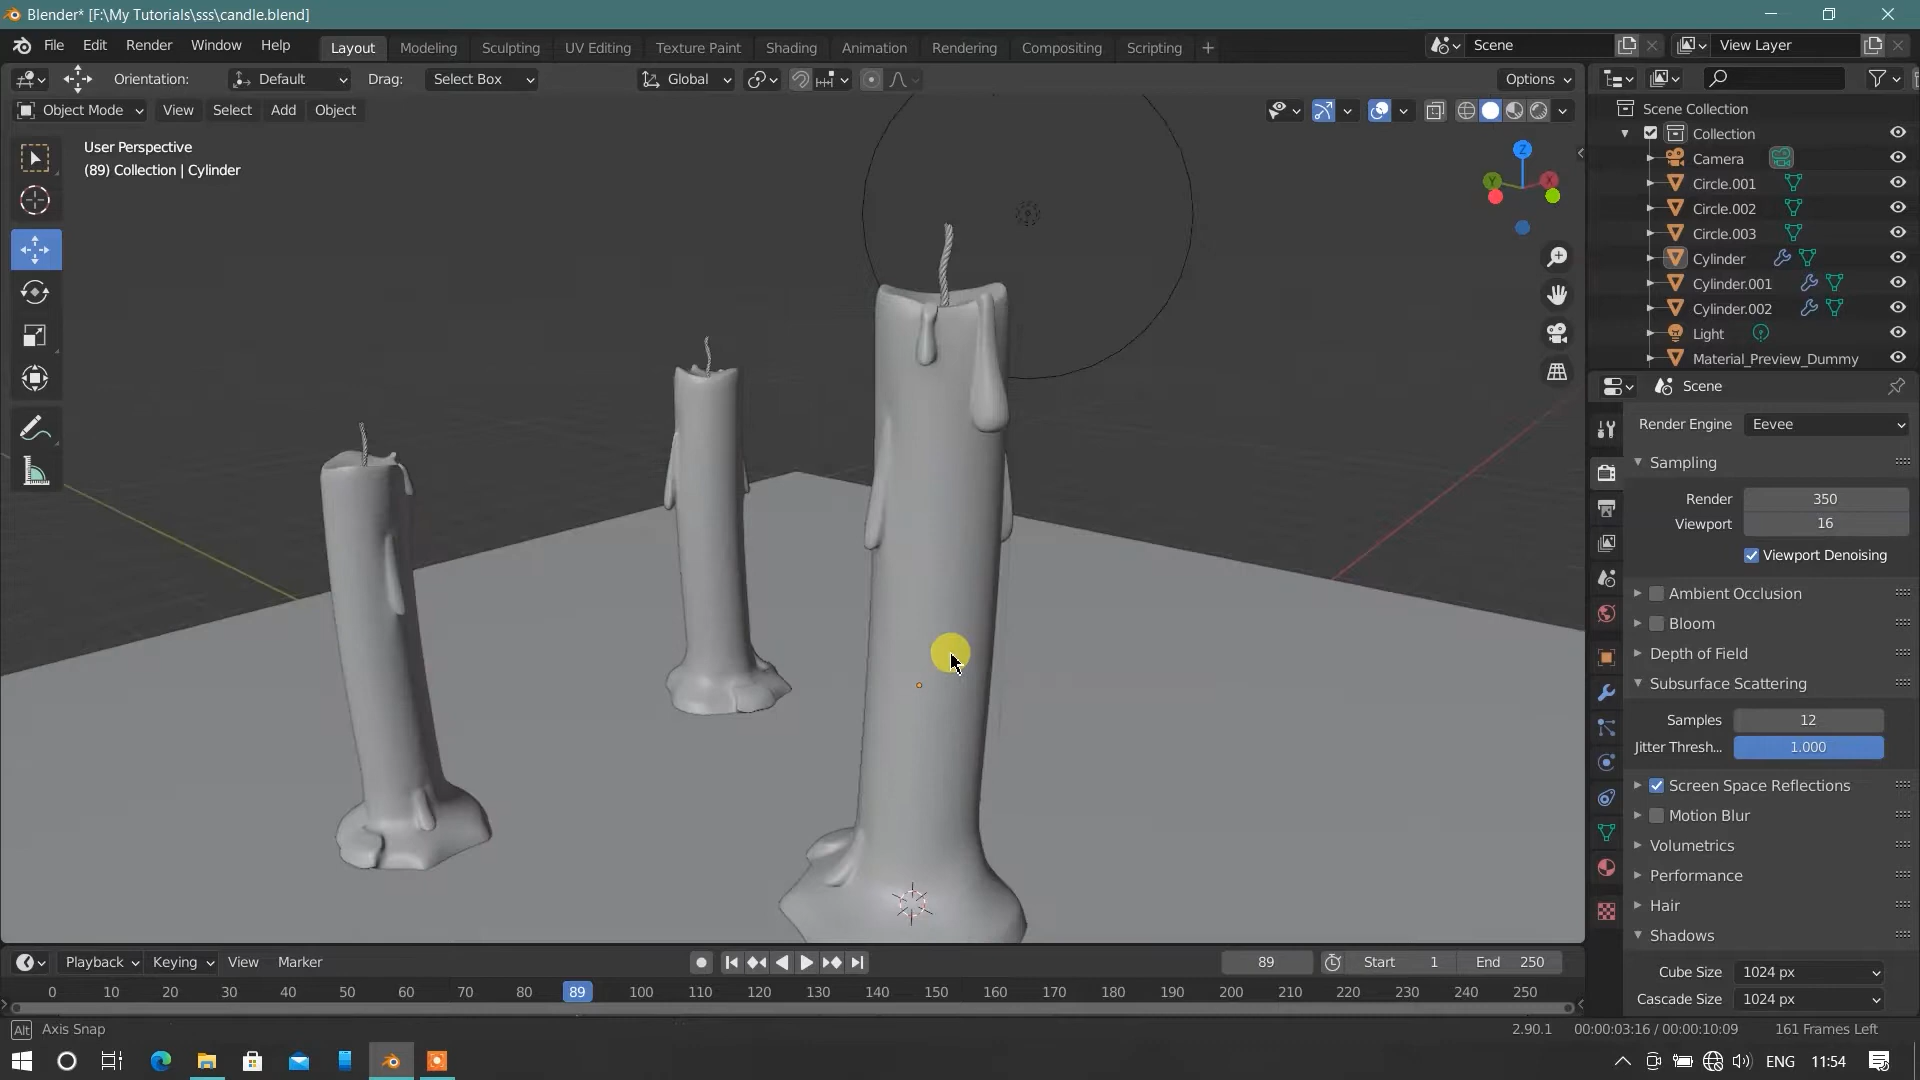 Blender* [F:\My Tutorials\sss\candle.blend]
File Edit Render Window Help Layout Modeling Sculpting UV Editing Texture Paint Shading Animation Rendering Compositing Scripting + Scene View Layer
Orientation: Default Drag: Select Box Global Options
Object Mode View Select Add Object
User Perspective
(89) Collection | Cylinder
Z
Y
X
Scene Collection
Collection
Camera
Circle.001
Circle.002
Circle.003
Cylinder
Cylinder.001
Cylinder.002
Light
Material_Preview_Dummy
Scene
Render Engine Eevee
Sampling
Render 350
Viewport 16
Viewport Denoising
Ambient Occlusion
Bloom
Depth of Field
Subsurface Scattering
Samples 12
Jitter Thresh... 1.000
Screen Space Reflections
Motion Blur
Volumetrics
Performance
Hair
Shadows
Cube Size 1024 px
Cascade Size 1024 px
Playback Keying View Marker 89 Start 1 End 250
0 10 20 30 40 50 60 70 80 89 100 110 120 130 140 150 160 170 180 190 200 210 220 230 240 250
Alt Axis Snap 2.90.1 00:00:03:16 / 00:00:10:09 161 Frames Left
ENG 11:54